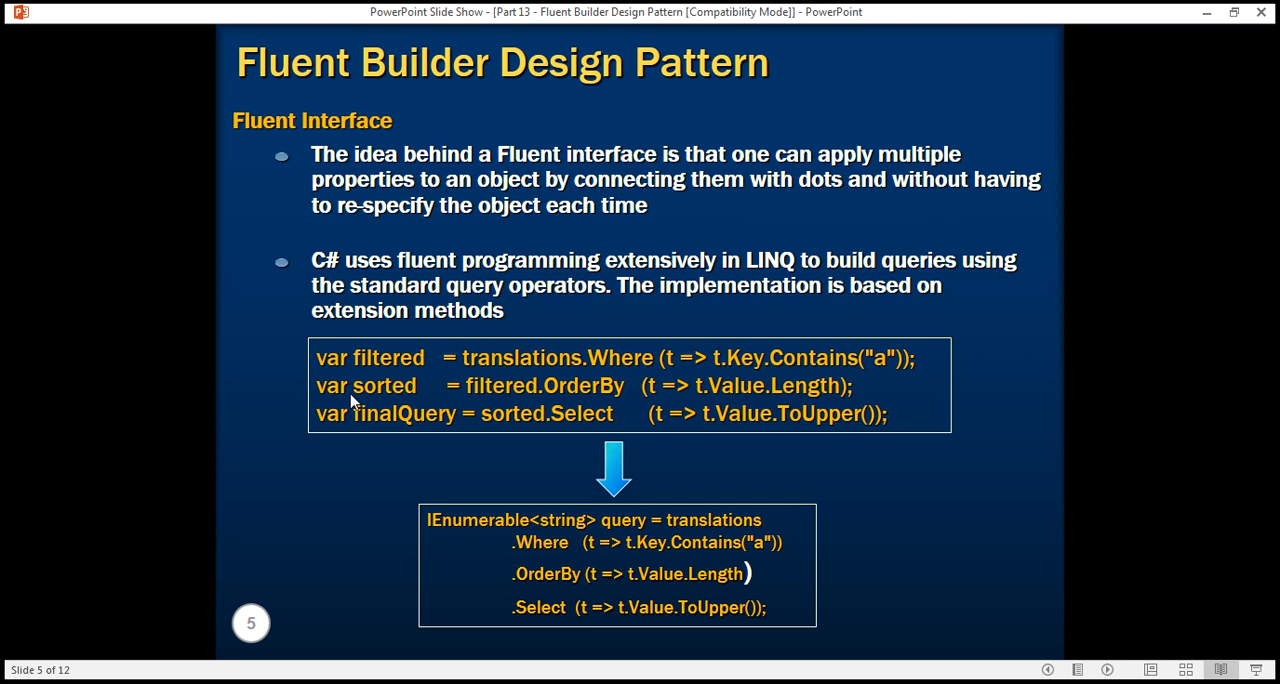 PowerPoint Slide Show - [Part 13 - Fluent Builder Design Pattern [Compatibility Mode]] - PowerPoint
Fluent Builder Design Pattern
Fluent Interface
The idea behind a Fluent interface is that one can apply multiple
properties to an object by connecting them with dots and without having
to re-specify the object each time
C# uses fluent programming extensively in LINQ to build queries using
the standard query operators. The implementation is based on
extension methods
var filtered = translations.Where (t => t.Key.Contains("a"));
var sorted = filtered.OrderBy (t => t.Value.Length);
var finalQuery = sorted.Select (t => t.Value.ToUpper());
IEnumerable<string> query = translations
.Where (t => t.Key.Contains("a"))
.OrderBy (t => t.Value.Length)
.Select (t => t.Value.ToUpper());
5
Slide 5 of 12